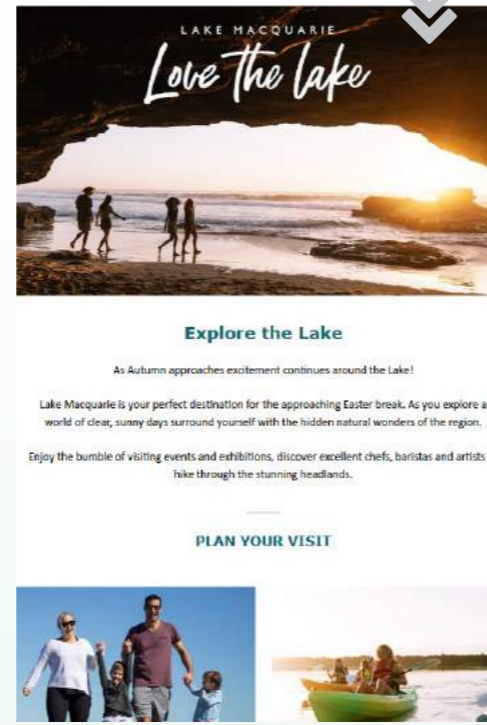 LAKE MACQUARIE
Love the lake
Explore the Lake
As Autumn approaches excitement continues around the Lake!
Lake Macquarie is your perfect destination for the approaching Easter break. As you explore a
world of clear, sunny days surround yourself with the hidden natural wonders of the region.
Enjoy the bumble of visiting events and exhibitions, discover excellent chefs, baristas and artists
hike through the stunning headlands.
PLAN YOUR VISIT